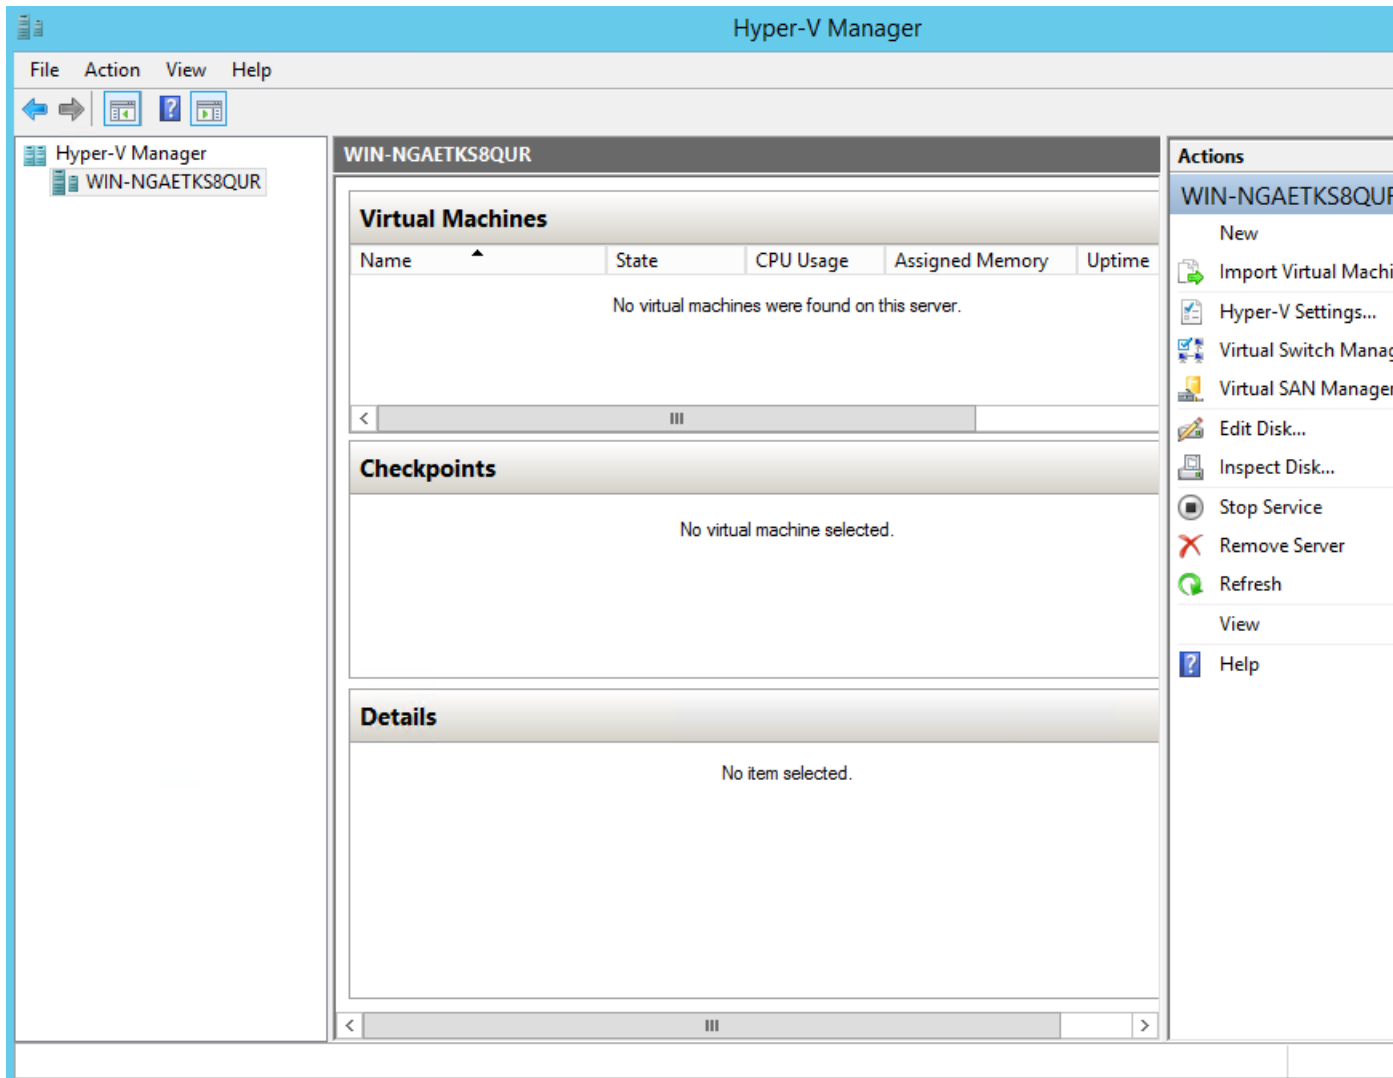 Hyper-V Manager
File Action View Help
Hyper-V Manager
WIN-NGAETKS8QUR
WIN-NGAETKS8QUR
Virtual Machines
Name State CPU Usage Assigned Memory Uptime
No virtual machines were found on this server.
Checkpoints
No virtual machine selected.
Details
No item selected.
Actions
WIN-NGAETKS8QUR
New
Import Virtual Machi
Hyper-V Settings...
Virtual Switch Manag
Virtual SAN Manager
Edit Disk...
Inspect Disk...
Stop Service
Remove Server
Refresh
View
Help